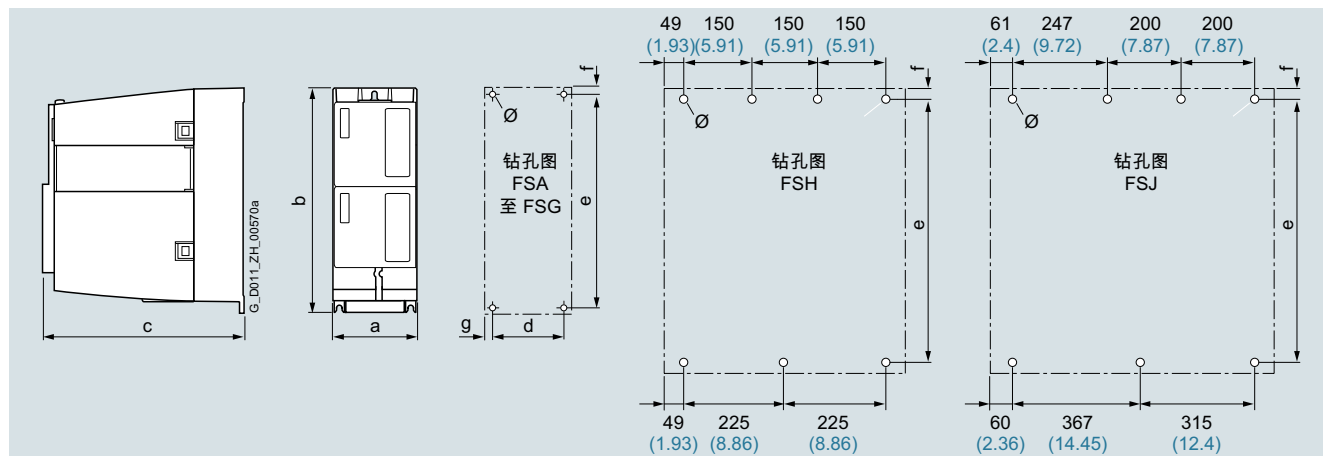 c
G_D011_ZH_00570a
b
a
f
Ø
钻孔图
FSA
至 FSG
e
g
d
49 150 150 150
(1.93) (5.91) (5.91) (5.91)
f
Ø
钻孔图
FSH
e
49 225 225
(1.93) (8.86) (8.86)
61 247 200 200
(2.4) (9.72) (7.87) (7.87)
f
Ø
钻孔图
FSJ
e
60 367 315
(2.36) (14.45) (12.4)